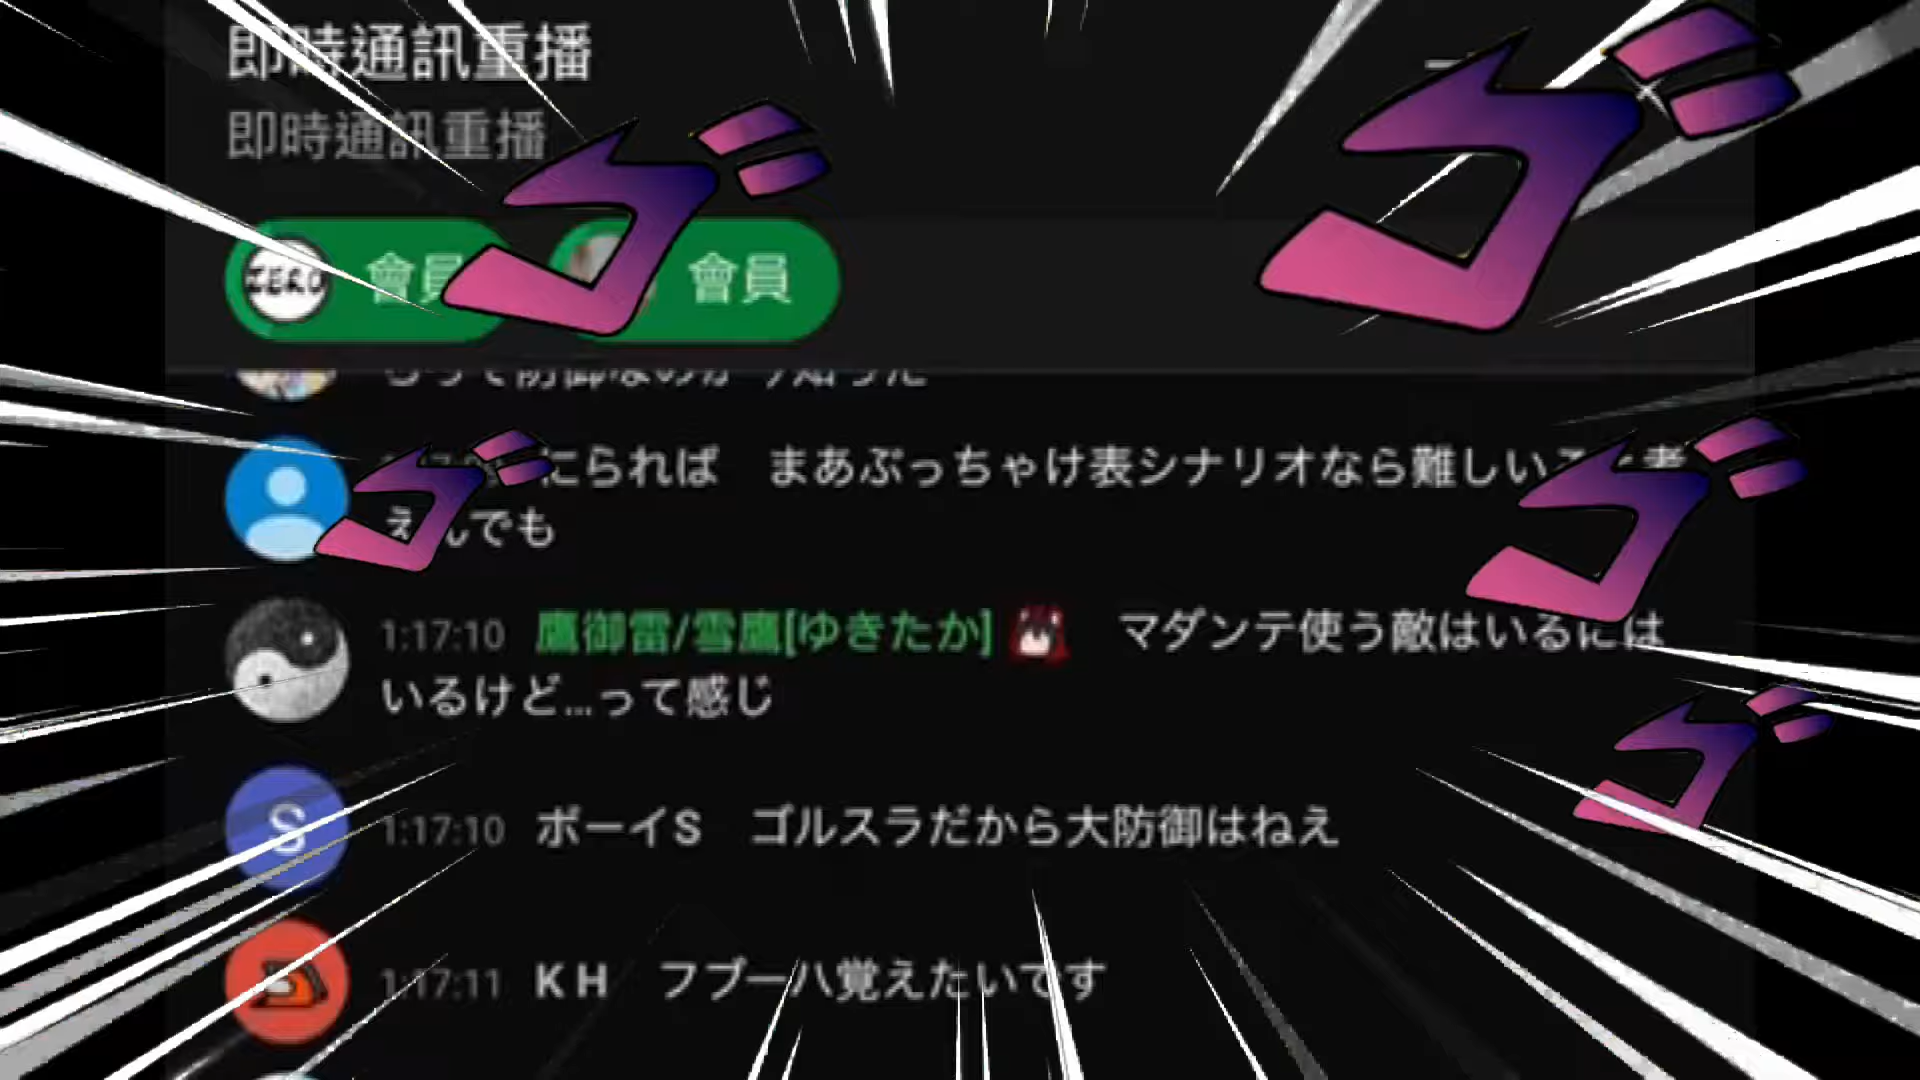 即時通訊重播
即時通訊重播
ゴ
ゴ
ZERO 會員 會員
にられば まあぶっちゃけ表シナリオなら難しい
んでも
ゴ
ゴ
1:17:10 鷹御雷/雪鷹[ゆきたか] マダンテ使う敵はいるには
いるけど...って感じ
ゴ
S 1:17:10 ボーイS ゴルスラだから大防御はねえ
1:17:11 K H フブーハ覚えたいです